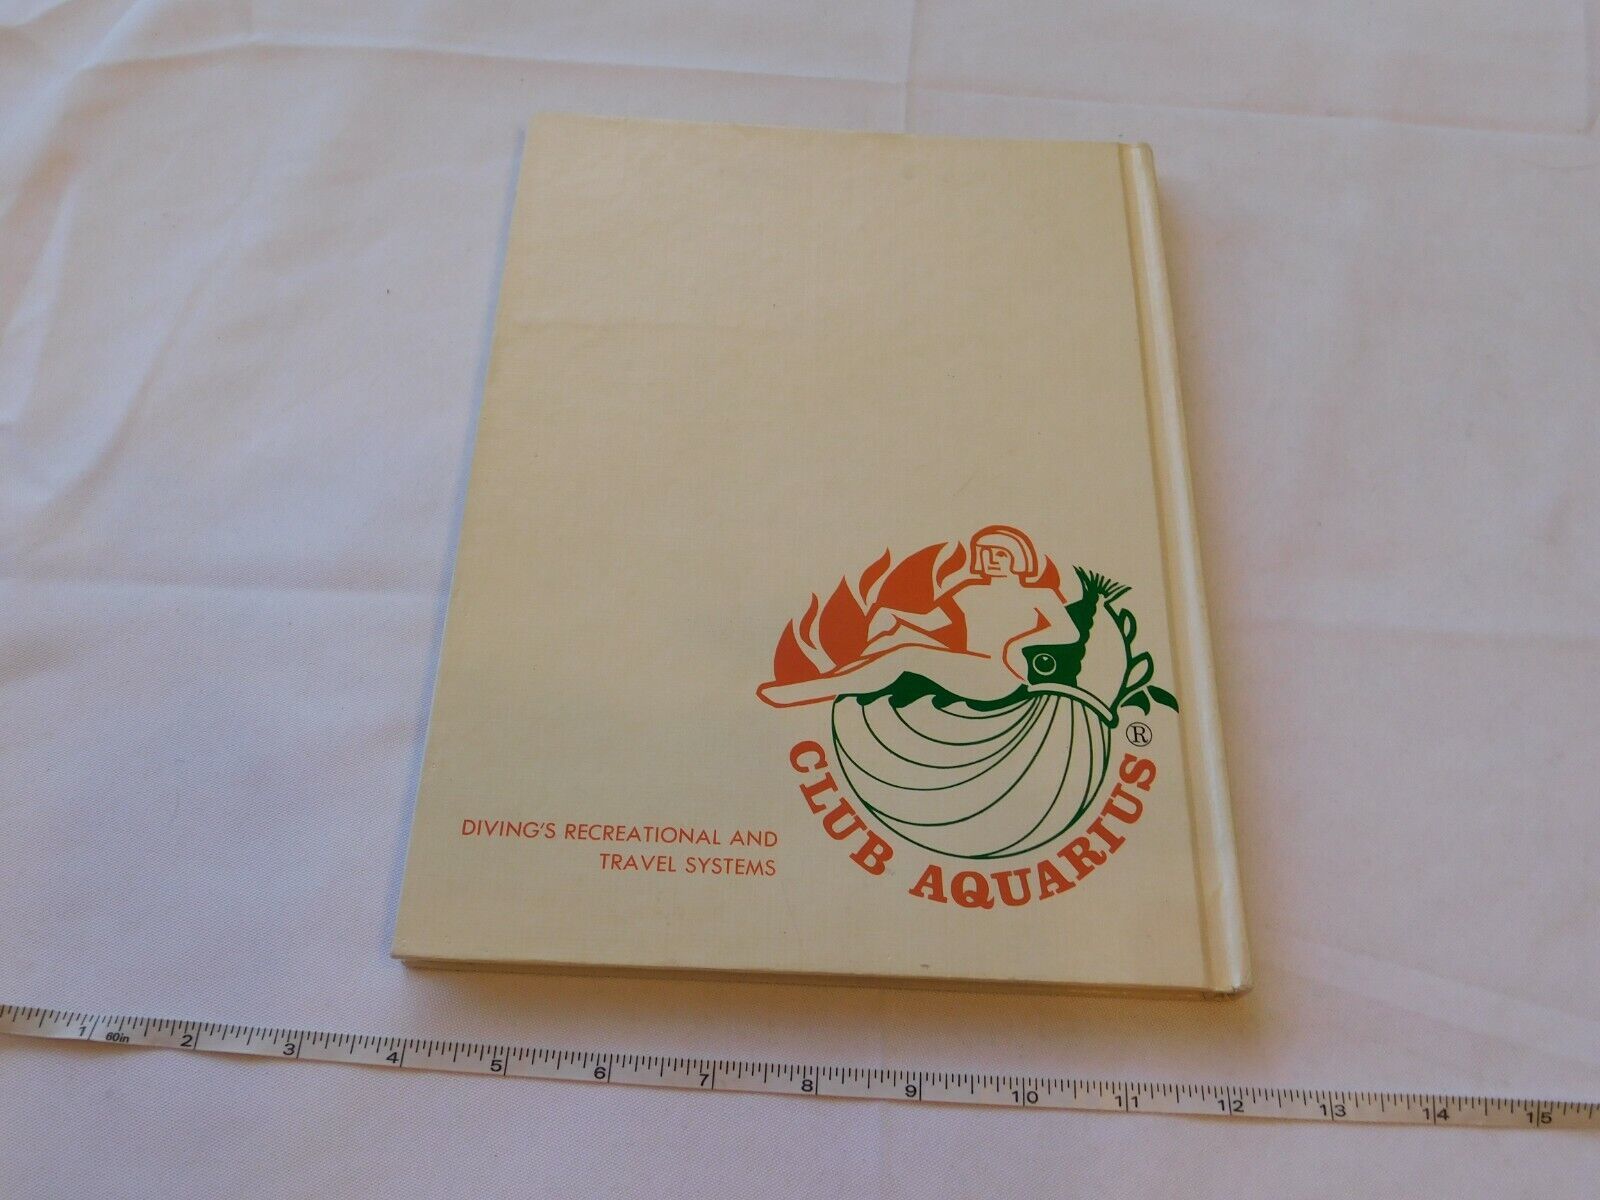 DIVING'S RECREATIONAL AND
TRAVEL SYSTEMS
CLUB AQUARIUS®
1 60in 2 3 4 5 6 7 8 9 10 11 12 13 14 15